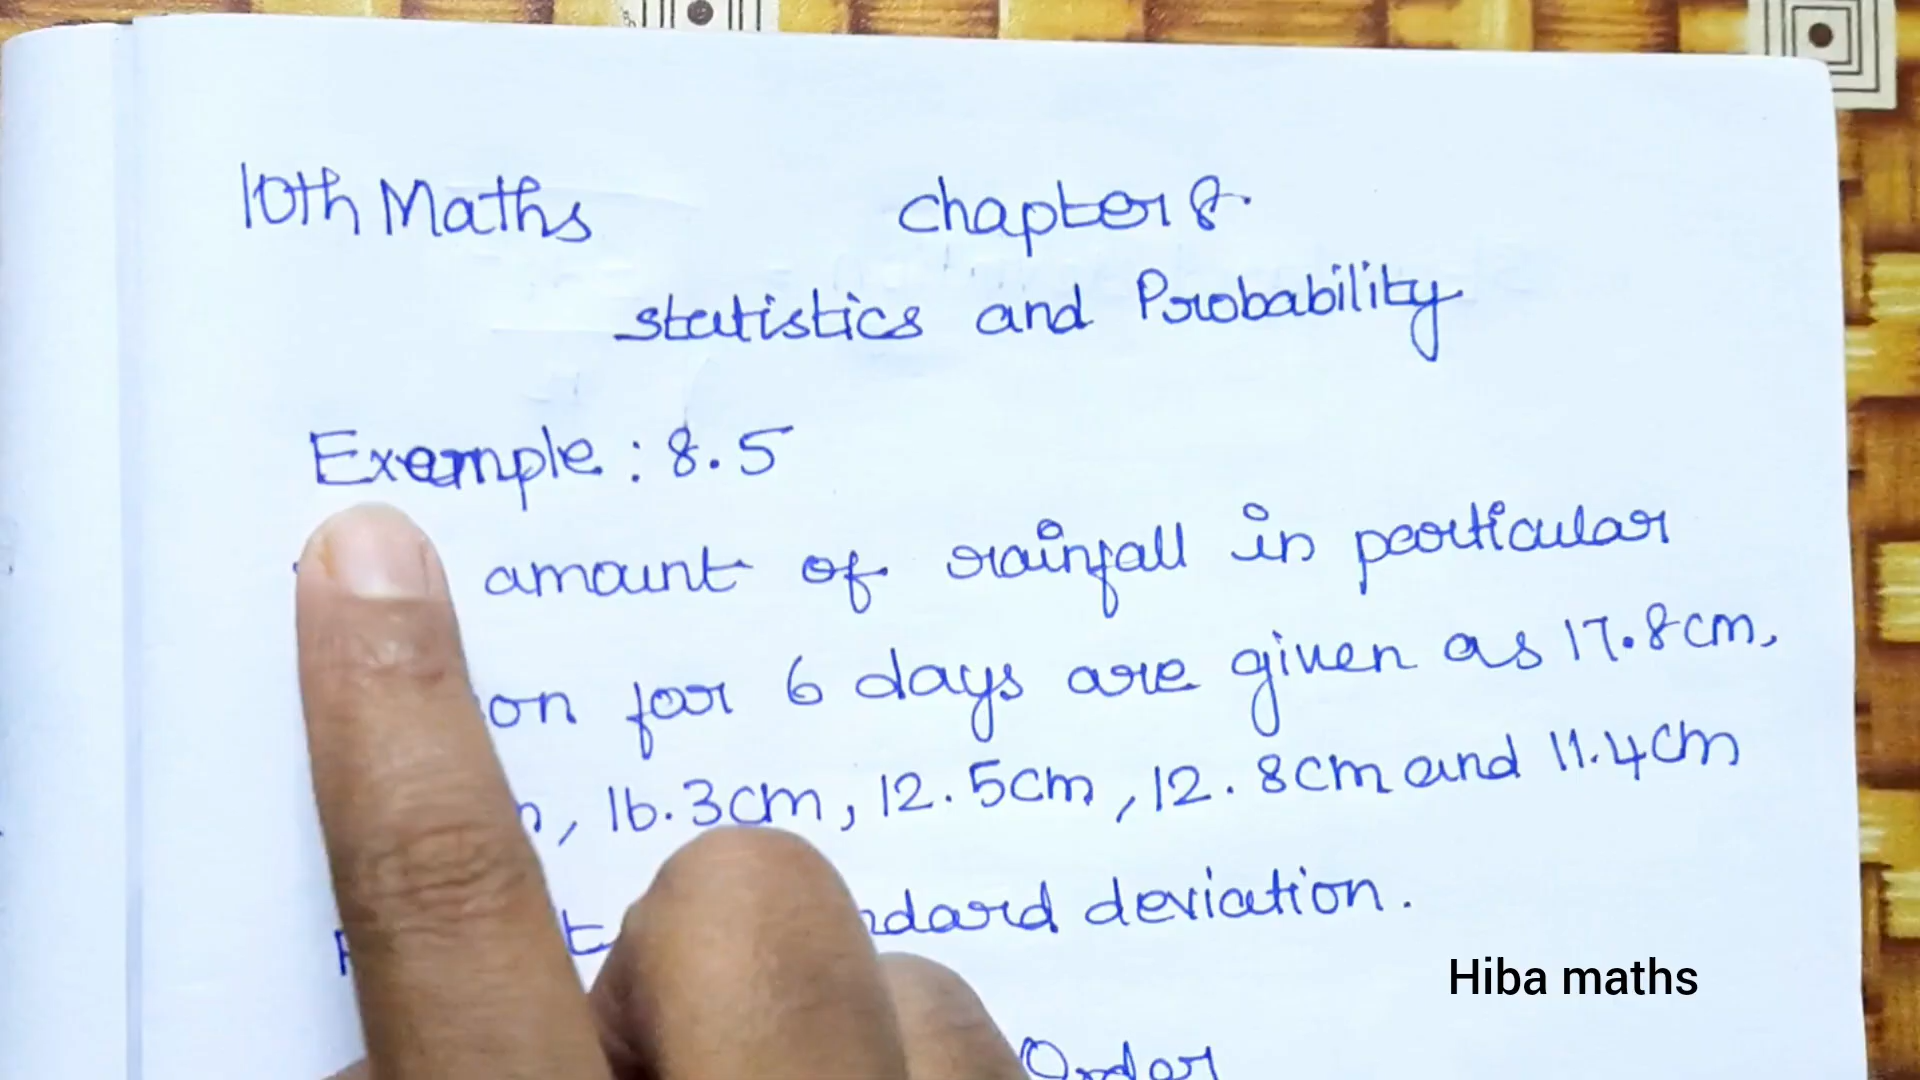 10th Maths chapter 8.
statistics and Probability
Example : 8.5
amount of rainfall in particular
for 6 days are given as 17.8cm,
, 16.3cm, 12.5cm, 12.8cm and 11.4cm
deviation.
Hiba maths
Order